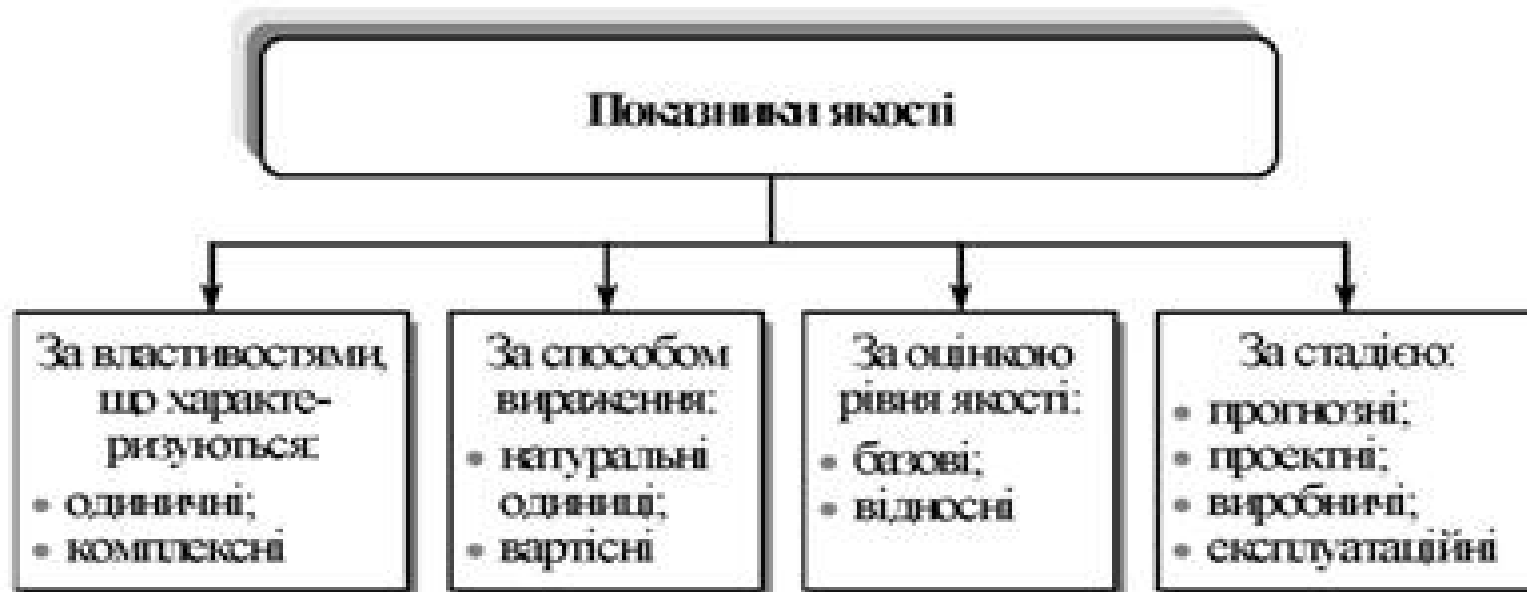 Показники якості
За властивостями,
що характе-
ризуються:
• одиничні;
• комплексні
За способом
вираження:
• натуральні
одиниці;
• вартісні
За оцінкою
рівня якості:
• базові;
• відносні
За стадією:
• прогнозні;
• проектні;
• виробничі;
• експлуатаційні